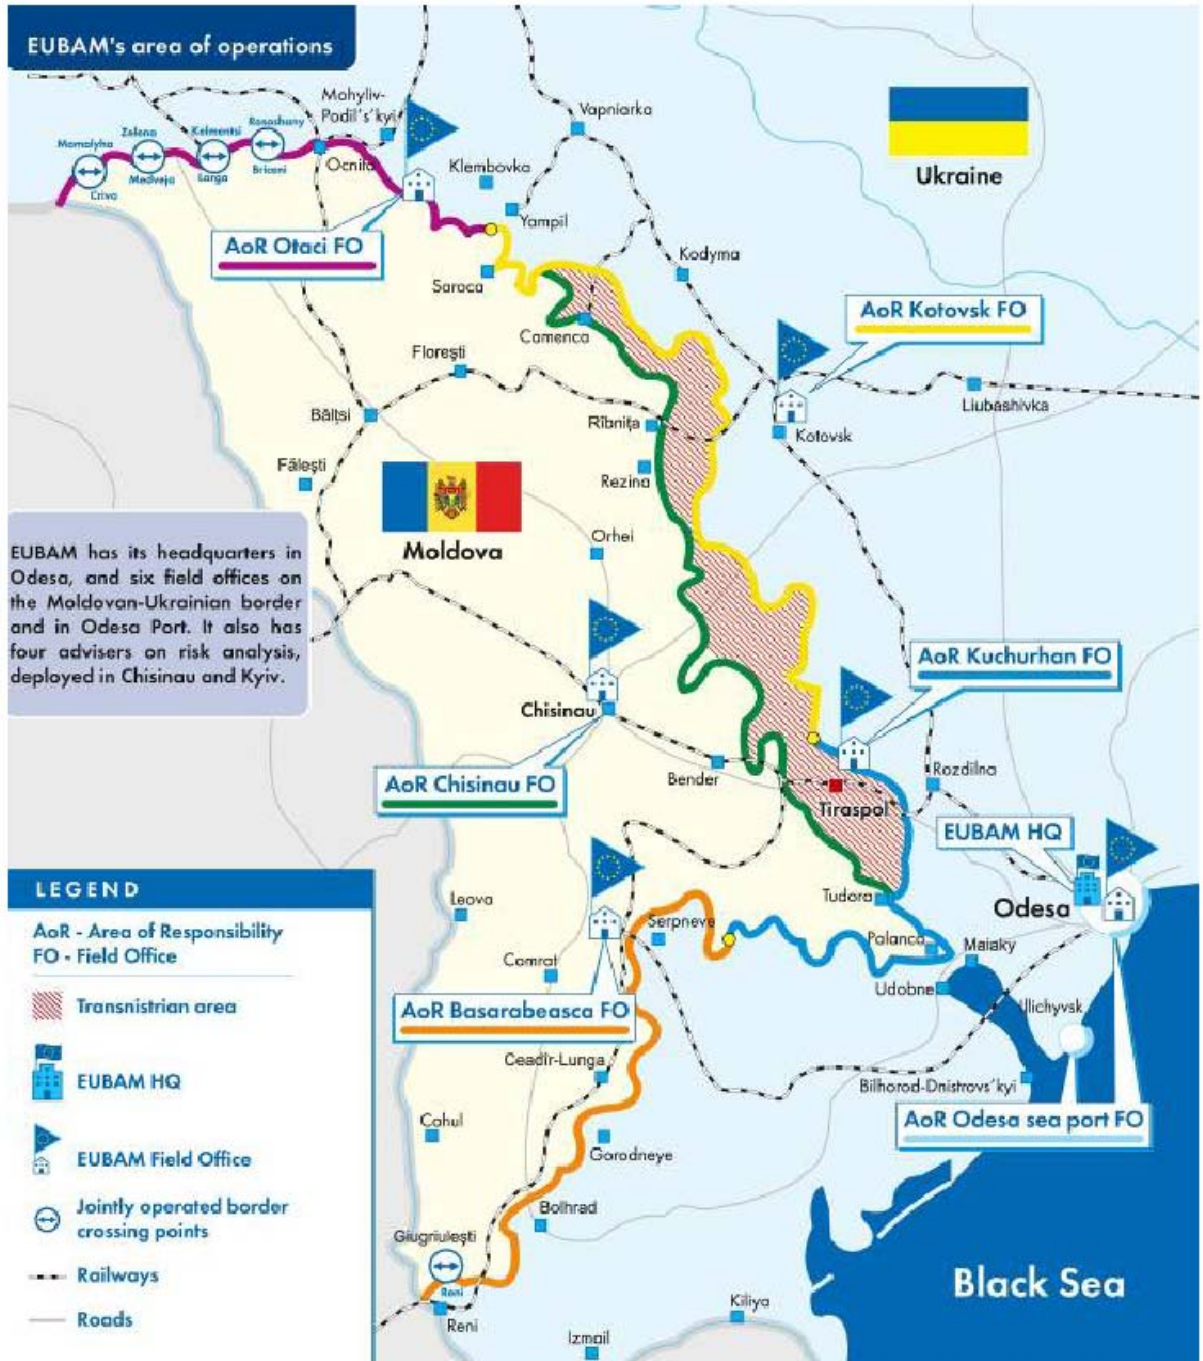 EUBAM's area of operations
Mohyliv-
Podil's'kyi
Vapniarka
Mamalyha
Zelena
Kelmentsi
Rososhany
Criva
Medveja
Larga
Briceni
Ocnita
Klembovka
Yampil
Ukraine
AoR Otaci FO
Soroca
Kodyma
AoR Kotovsk FO
Camenca
Floreşti
Liubashivka
Bălţsi
Rîbniţa
Kotovsk
Făleşti
Rezina
Moldova
Orhei
EUBAM has its headquarters in
Odesa, and six field offices on
the Moldovan-Ukrainian border
and in Odesa Port. It also has
four advisers on risk analysis,
deployed in Chisinau and Kyiv.
AoR Kuchurhan FO
Chisinau
AoR Chisinau FO
Bender
Rozdilna
Tiraspol
EUBAM HQ
Odesa
Leova
Tudora
Serpneve
Palanca
Maiaky
Comrat
Udobne
Illichyvsk
AoR Basarabeasca FO
Ceadîr-Lunga
Bilhorod-Dnistrovs'kyi
AoR Odesa sea port FO
Cahul
Gorodneye
Bolhrad
Giugriuleşti
Reni
Reni
Kiliya
Izmail
Black Sea
LEGEND
AoR - Area of Responsibility
FO - Field Office
Transnistrian area
EUBAM HQ
EUBAM Field Office
Jointly operated border
crossing points
Railways
Roads